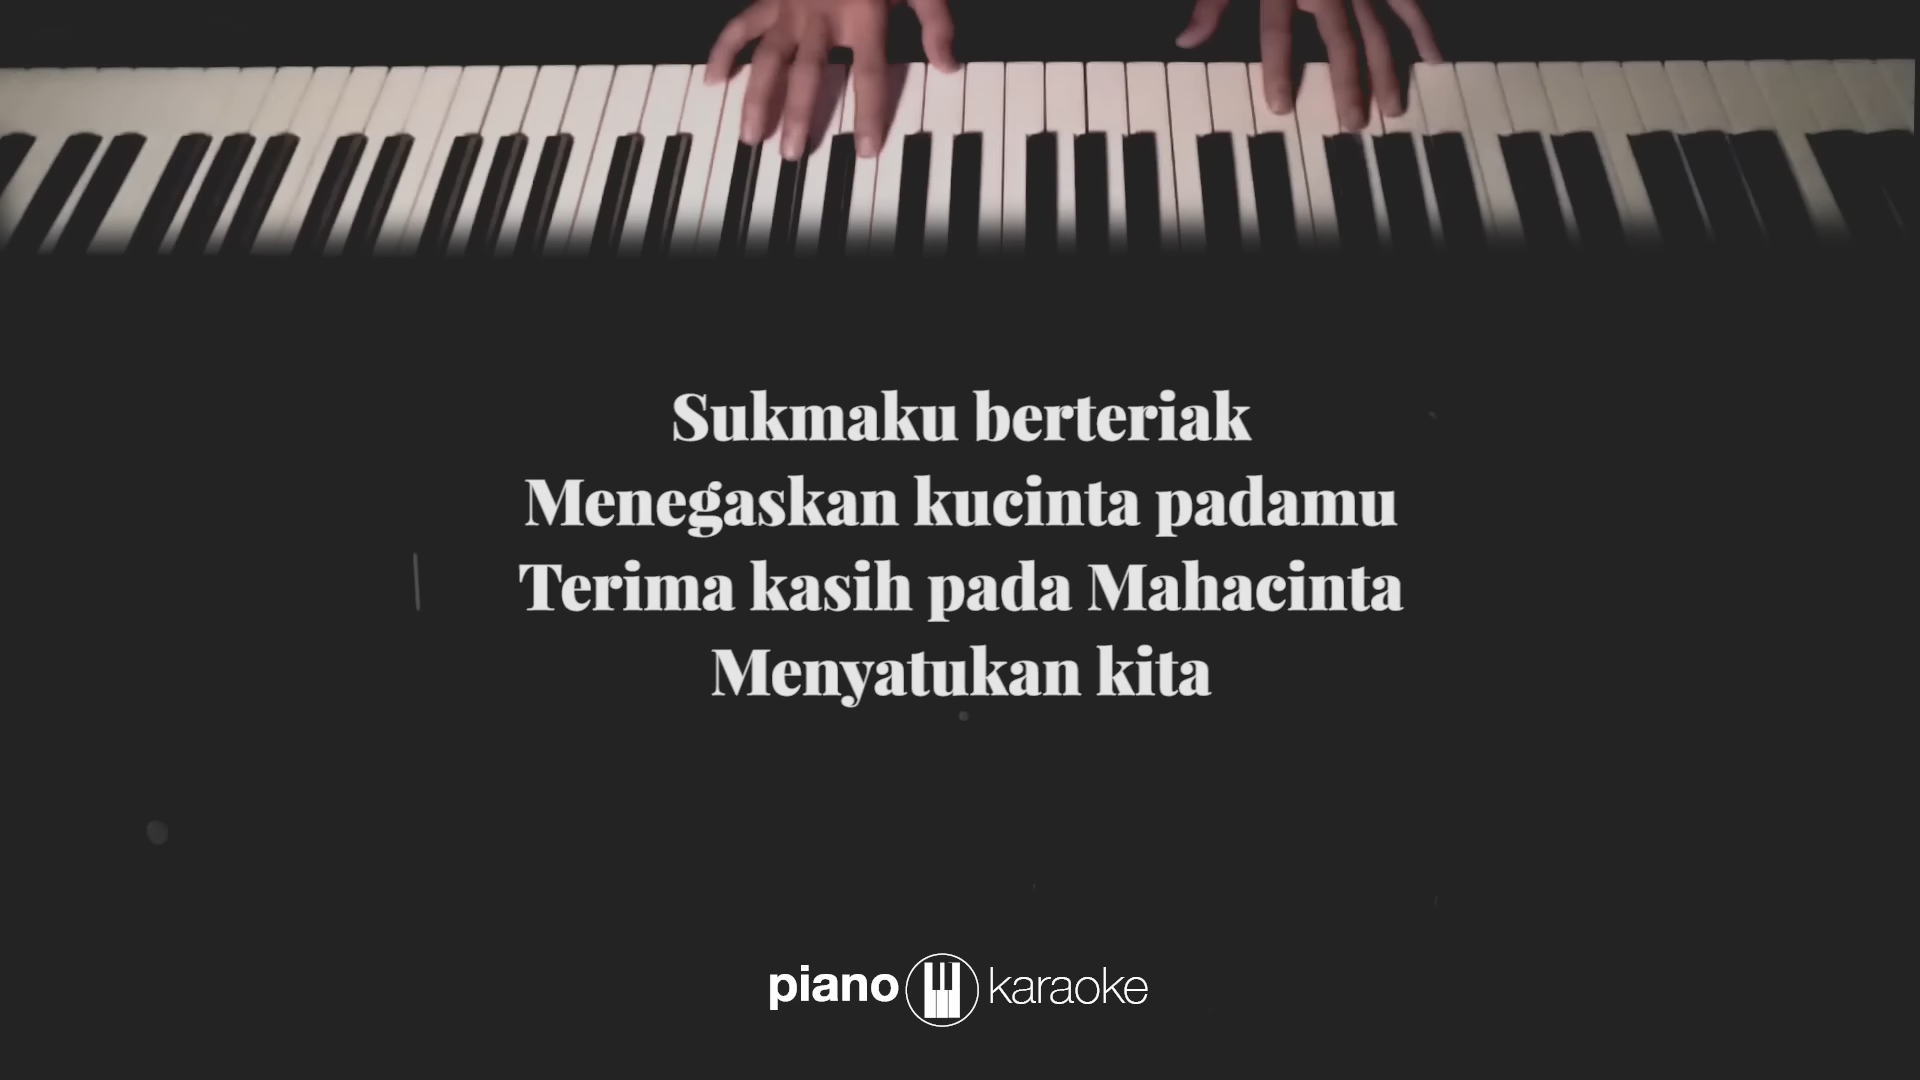 Sukmaku berteriak
Menegaskan kucinta padamu
Terima kasih pada Mahacinta
Menyatukan kita
piano karaoke